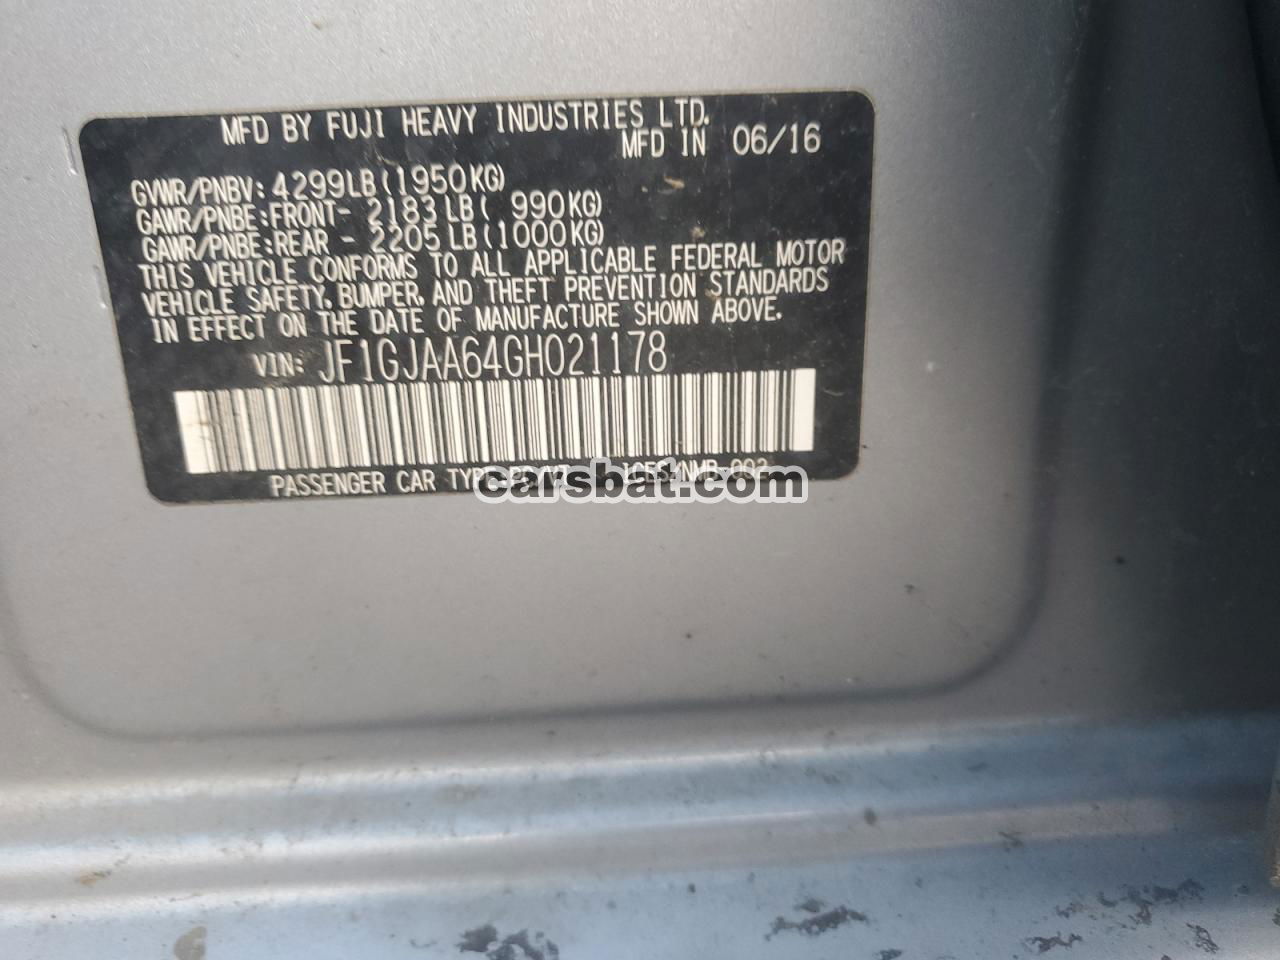 MFD BY FUJI HEAVY INDUSTRIES LTD.
MFD IN 06/16
GVWR/PNBV: 4299LB(1950KG)
GAWR/PNBE:FRONT- 2183LB( 990KG)
GAWR/PNBE:REAR - 2205LB(1000KG)
THIS VEHICLE CONFORMS TO ALL APPLICABLE FEDERAL MOTOR
VEHICLE SAFETY, BUMPER, AND THEFT PREVENTION STANDARDS
IN EFFECT ON THE DATE OF MANUFACTURE SHOWN ABOVE.
VIN: JF1GJAA64GH021178
PASSENGER CAR
carsbat.com